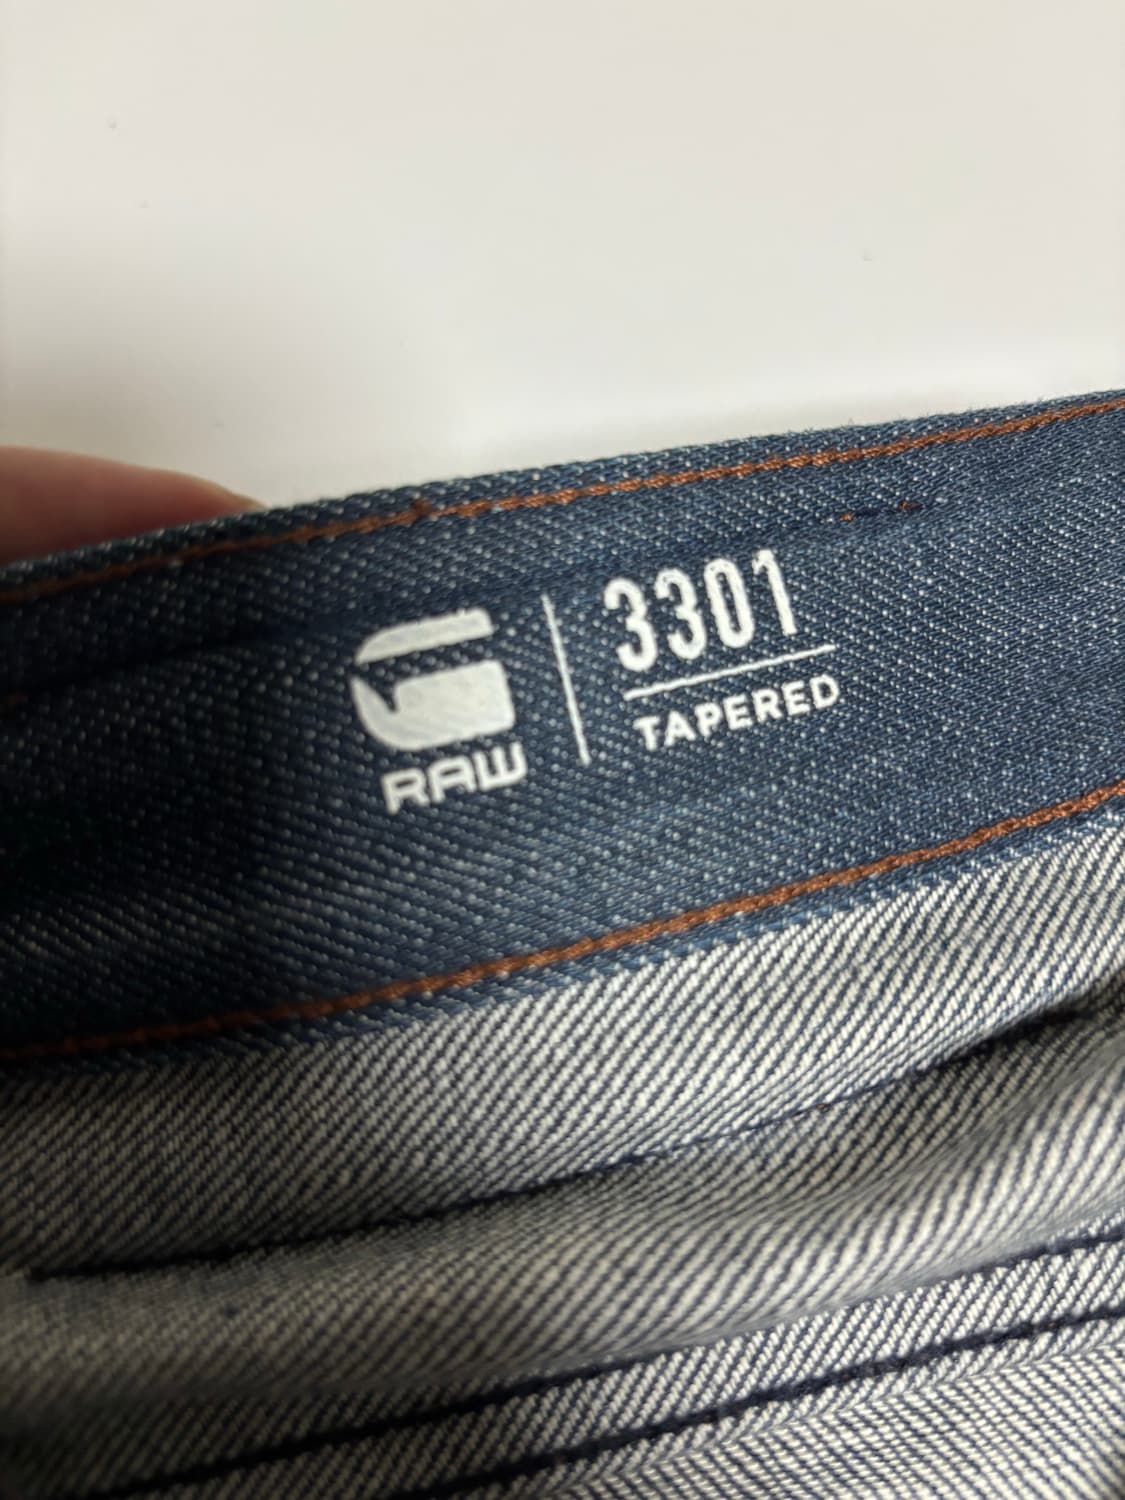 G
RAW
3301
TAPERED